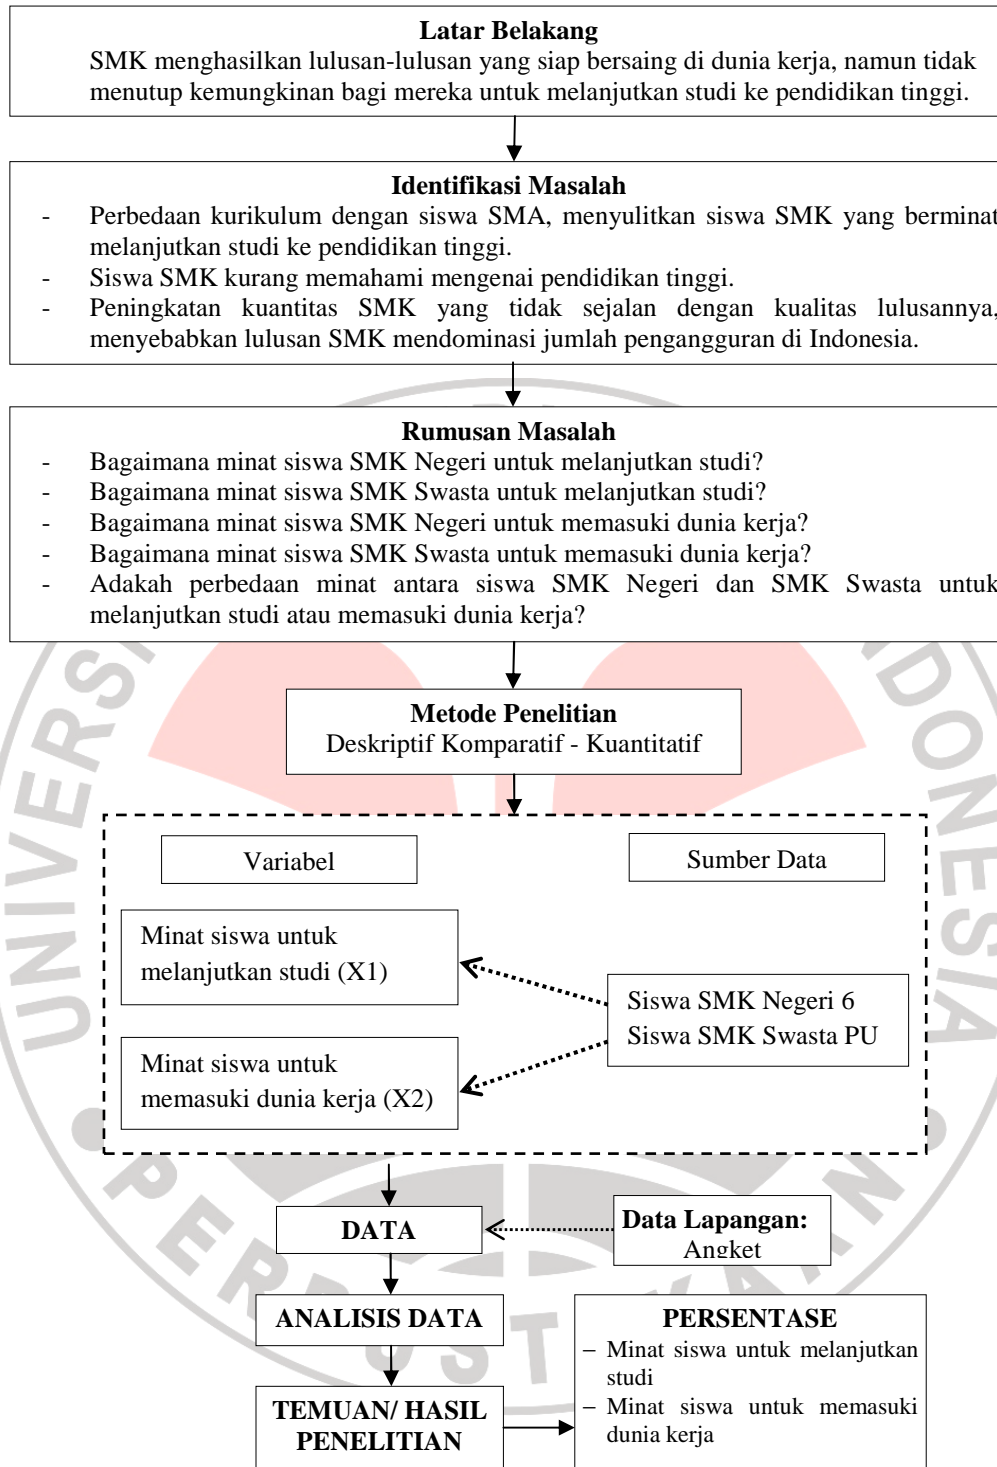 Latar Belakang
SMK menghasilkan lulusan-lulusan yang siap bersaing di dunia kerja, namun tidak
menutup kemungkinan bagi mereka untuk melanjutkan studi ke pendidikan tinggi.
Identifikasi Masalah
- Perbedaan kurikulum dengan siswa SMA, menyulitkan siswa SMK yang berminat
melanjutkan studi ke pendidikan tinggi.
- Siswa SMK kurang memahami mengenai pendidikan tinggi.
- Peningkatan kuantitas SMK yang tidak sejalan dengan kualitas lulusannya,
menyebabkan lulusan SMK mendominasi jumlah pengangguran di Indonesia.
Rumusan Masalah
- Bagaimana minat siswa SMK Negeri untuk melanjutkan studi?
- Bagaimana minat siswa SMK Swasta untuk melanjutkan studi?
- Bagaimana minat siswa SMK Negeri untuk memasuki dunia kerja?
- Bagaimana minat siswa SMK Swasta untuk memasuki dunia kerja?
- Adakah perbedaan minat antara siswa SMK Negeri dan SMK Swasta untuk
melanjutkan studi atau memasuki dunia kerja?
Metode Penelitian
Deskriptif Komparatif - Kuantitatif
Variabel
Sumber Data
Minat siswa untuk
melanjutkan studi (X1)
Siswa SMK Negeri 6
Siswa SMK Swasta PU
Minat siswa untuk
memasuki dunia kerja (X2)
DATA
Data Lapangan:
Angket
ANALISIS DATA
PERSENTASE
– Minat siswa untuk melanjutkan
studi
– Minat siswa untuk memasuki
dunia kerja
TEMUAN/ HASIL
PENELITIAN